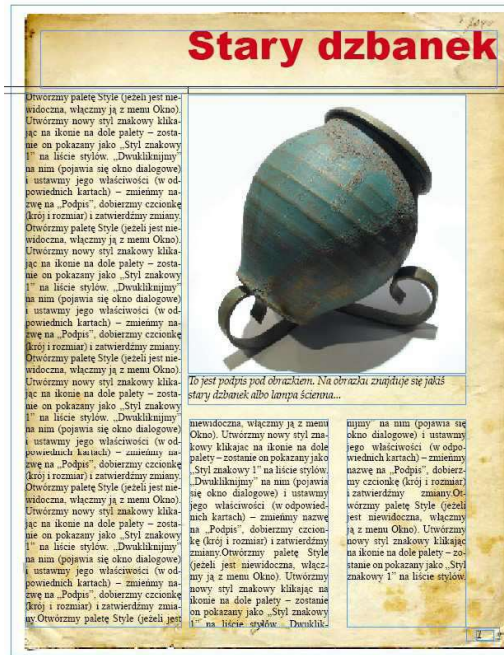 Stary dzbanek
Otwórzmy paletę Style (jeżeli jest nie-
widoczna, włączmy ją z menu Okno).
Utwórzmy nowy styl znakowy klika-
jąc na ikonie na dole palety – zosta-
nie on pokazany jako „Styl znakowy
1” na liście stylów. „Dwukliknijmy”
na nim (pojawia się okno dialogowe)
i ustawmy jego właściwości (w od-
powiednich kartach) – zmieńmy na-
zwę na „Podpis”, dobierzmy czcionkę
(krój i rozmiar) i zatwierdźmy zmiany.
Otwórzmy paletę Style (jeżeli jest nie-
widoczna, włączmy ją z menu Okno).
Utwórzmy nowy styl znakowy klika-
jąc na ikonie na dole palety – zosta-
nie on pokazany jako „Styl znakowy
1” na liście stylów. „Dwukliknijmy”
na nim (pojawia się okno dialogowe)
i ustawmy jego właściwości (w od-
powiednich kartach) – zmieńmy na-
zwę na „Podpis”, dobierzmy czcionkę
(krój i rozmiar) i zatwierdźmy zmiany.
Otwórzmy paletę Style (jeżeli jest nie-
widoczna, włączmy ją z menu Okno).
Utwórzmy nowy styl znakowy klika-
jąc na ikonie na dole palety – zosta-
nie on pokazany jako „Styl znakowy
1” na liście stylów. „Dwukliknijmy”
na nim (pojawia się okno dialogowe)
i ustawmy jego właściwości (w od-
powiednich kartach) – zmieńmy na-
zwę na „Podpis”, dobierzmy czcionkę
(krój i rozmiar) i zatwierdźmy zmiany.
Otwórzmy paletę Style (jeżeli jest nie-
widoczna, włączmy ją z menu Okno).
Utwórzmy nowy styl znakowy klika-
jąc na ikonie na dole palety – zosta-
nie on pokazany jako „Styl znakowy
1” na liście stylów. „Dwukliknijmy”
na nim (pojawia się okno dialogowe)
i ustawmy jego właściwości (w od-
powiednich kartach) – zmieńmy na-
zwę na „Podpis”, dobierzmy czcionkę
(krój i rozmiar) i zatwierdźmy zmia-
ny.Otwórzmy paletę Style (jeżeli jest
To jest podpis pod obrazkiem. Na obrazku znajduje się jakiś
stary dzbanek albo lampa ścienna...
niewidoczna, włączmy ją z menu
Okno). Utwórzmy nowy styl zna-
kowy klikając na ikonie na dole
palety – zostanie on pokazany jako
„Styl znakowy 1” na liście stylów.
„Dwukliknijmy” na nim (pojawia
się okno dialogowe) i ustawmy
jego właściwości (w odpowied-
nich kartach) – zmieńmy nazwę
na „Podpis”, dobierzmy czcion-
kę (krój i rozmiar) i zatwierdźmy
zmiany.Otwórzmy paletę Style
(jeżeli jest niewidoczna, włącz-
my ją z menu Okno). Utwórzmy
nowy styl znakowy klikając na
ikonie na dole palety – zostanie
on pokazany jako „Styl znakowy
1” na liście stylów. „Dwuklik-
nijmy” na nim (pojawia się
okno dialogowe) i ustawmy
jego właściwości (w odpo-
wiednich kartach) – zmieńmy
nazwę na „Podpis”, dobierz-
my czcionkę (krój i rozmiar)
i zatwierdźmy zmiany.Ot-
wórzmy paletę Style (jeżeli
jest niewidoczna, włączmy
ją z menu Okno). Utwórzmy
nowy styl znakowy klikając
na ikonie na dole palety – zo-
stanie on pokazany jako „Styl
znakowy 1” na liście stylów.